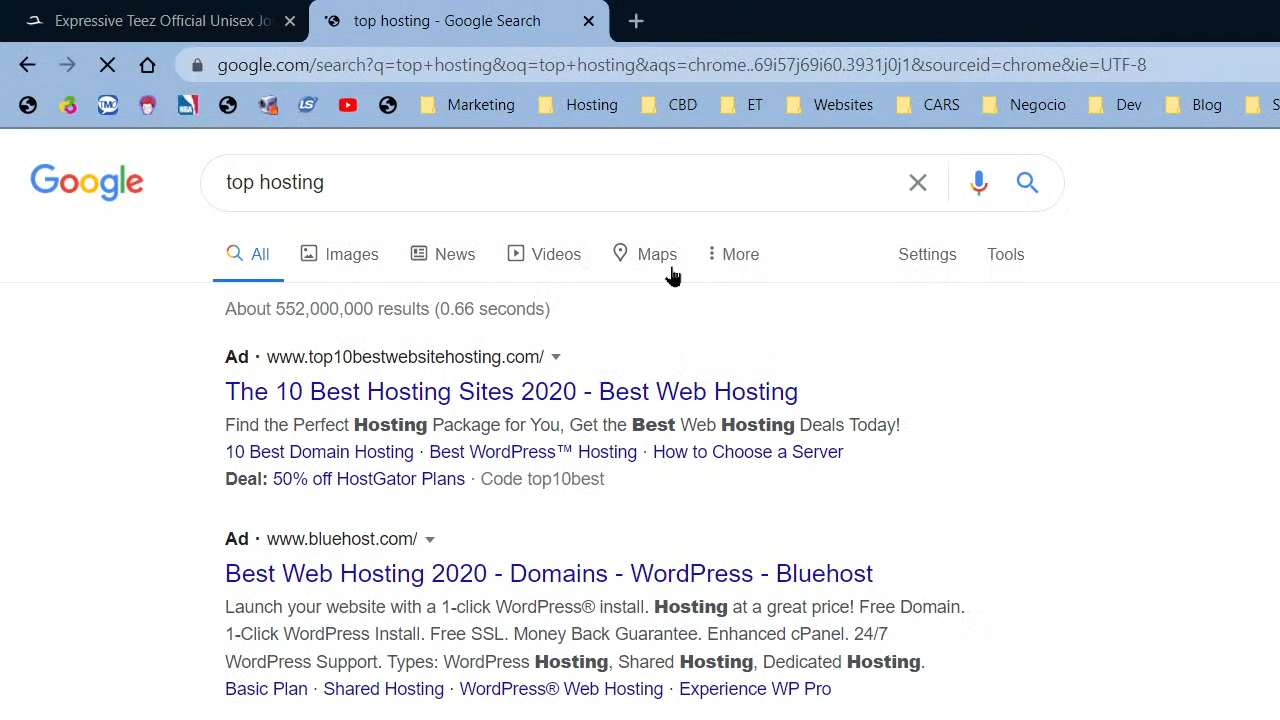 Expressive Teez Official Unisex Jo
top hosting - Google Search
google.com/search?q=top+hosting&oq=top+hosting&aqs=chrome..69i57j69i60.3931j0j1&sourceid=chrome&ie=UTF-8
TMC NBA LS Marketing Hosting CBD ET Websites CARS Negocio Dev Blog S
Google top hosting
All Images News Videos Maps More Settings Tools
About 552,000,000 results (0.66 seconds)
Ad · www.top10bestwebsitehosting.com/
The 10 Best Hosting Sites 2020 - Best Web Hosting
Find the Perfect Hosting Package for You, Get the Best Web Hosting Deals Today!
10 Best Domain Hosting · Best WordPress™ Hosting · How to Choose a Server
Deal: 50% off HostGator Plans · Code top10best
Ad · www.bluehost.com/
Best Web Hosting 2020 - Domains - WordPress - Bluehost
Launch your website with a 1-click WordPress® install. Hosting at a great price! Free Domain.
1-Click WordPress Install. Free SSL. Money Back Guarantee. Enhanced cPanel. 24/7
WordPress Support. Types: WordPress Hosting, Shared Hosting, Dedicated Hosting.
Basic Plan · Shared Hosting · WordPress® Web Hosting · Experience WP Pro